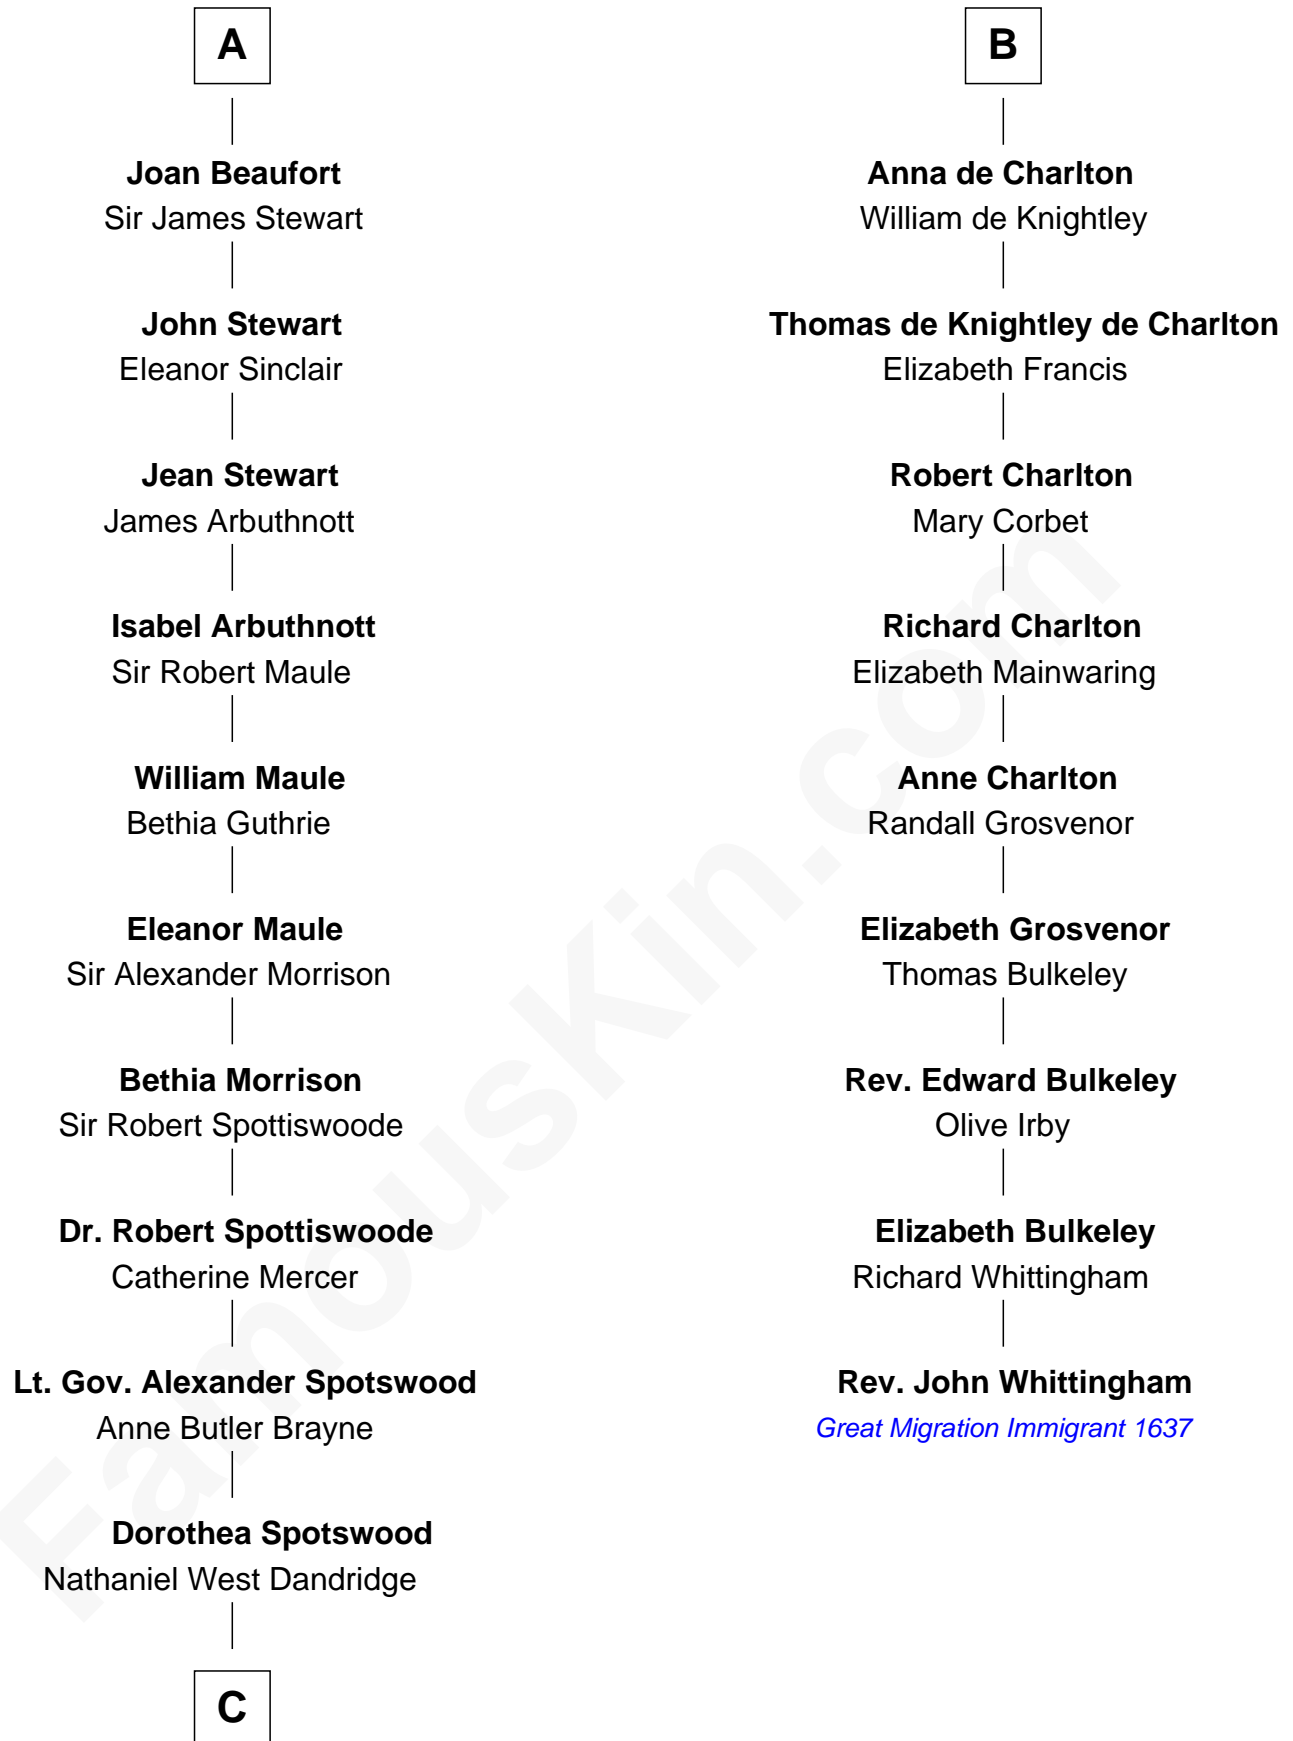 A
Joan Beaufort
Sir James Stewart
John Stewart
Eleanor Sinclair
Jean Stewart
James Arbuthnott
Isabel Arbuthnott
Sir Robert Maule
William Maule
Bethia Guthrie
Eleanor Maule
Sir Alexander Morrison
Bethia Morrison
Sir Robert Spottiswoode
Dr. Robert Spottiswoode
Catherine Mercer
Lt. Gov. Alexander Spotswood
Anne Butler Brayne
Dorothea Spotswood
Nathaniel West Dandridge
C
B
Anna de Charlton
William de Knightley
Thomas de Knightley de Charlton
Elizabeth Francis
Robert Charlton
Mary Corbet
Richard Charlton
Elizabeth Mainwaring
Anne Charlton
Randall Grosvenor
Elizabeth Grosvenor
Thomas Bulkeley
Rev. Edward Bulkeley
Olive Irby
Elizabeth Bulkeley
Richard Whittingham
Rev. John Whittingham
Great Migration Immigrant 1637
FamousKin.com